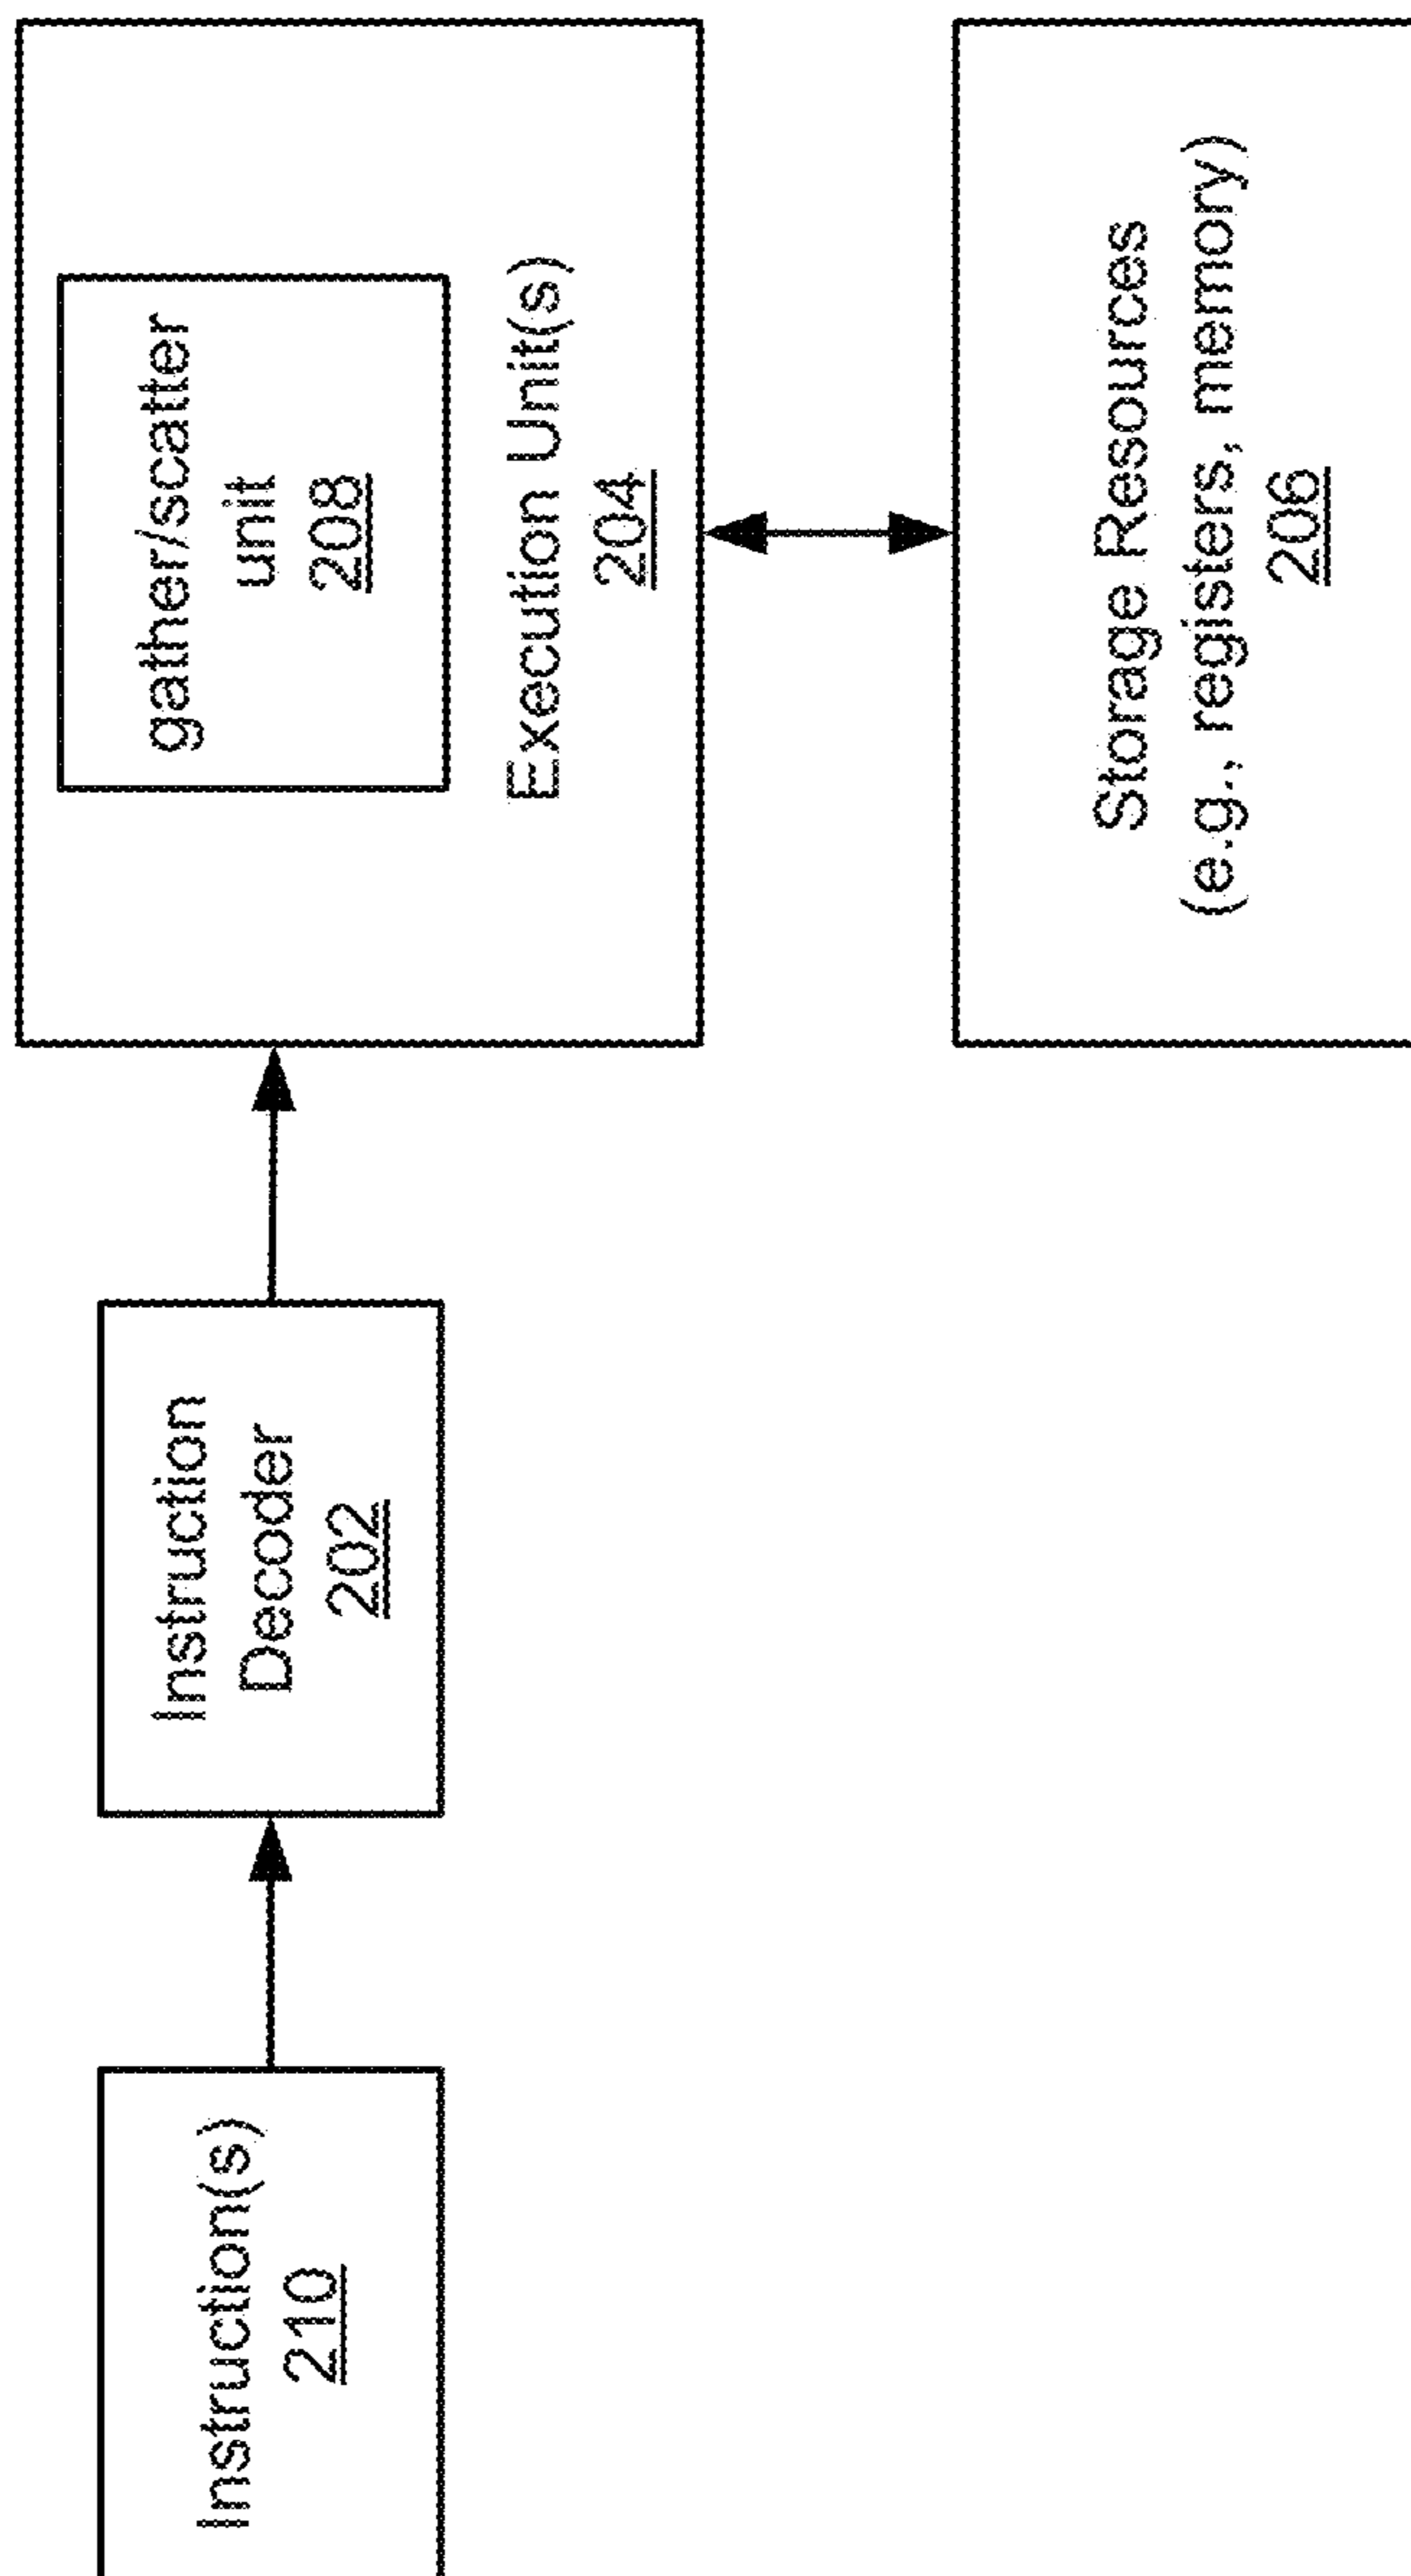 Instruction(s)
210
Instruction
Decoder
202
gather/scatter
unit
208
Execution Unit(s)
204
Storage Resources
(e.g., registers, memory)
206